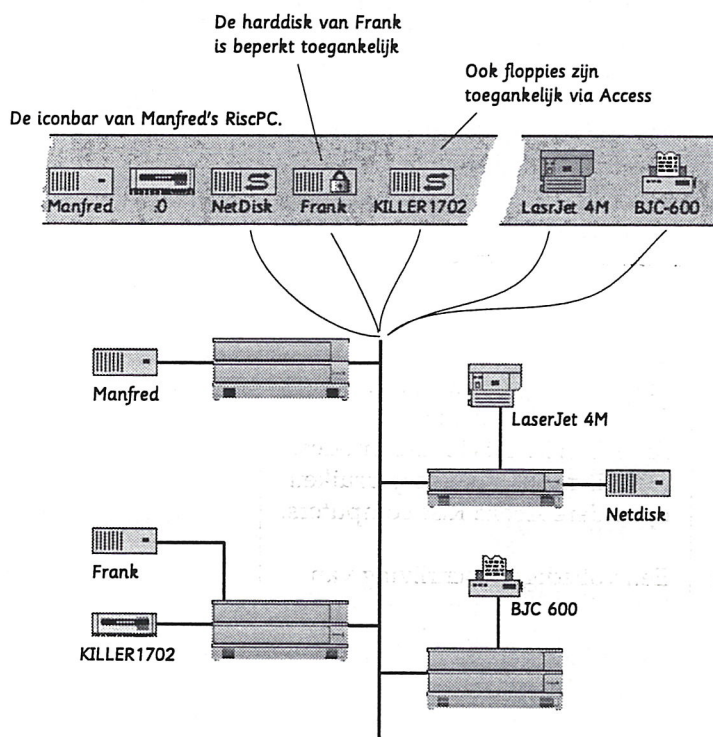 De harddisk van Frank
is beperkt toegankelijk
Ook floppies zijn
toegankelijk via Access
De iconbar van Manfred's RiscPC.
Manfred
:0
NetDisk
Frank
KILLER1702
LasrJet 4M
BJC-600
Manfred
LaserJet 4M
Netdisk
Frank
KILLER1702
BJC 600